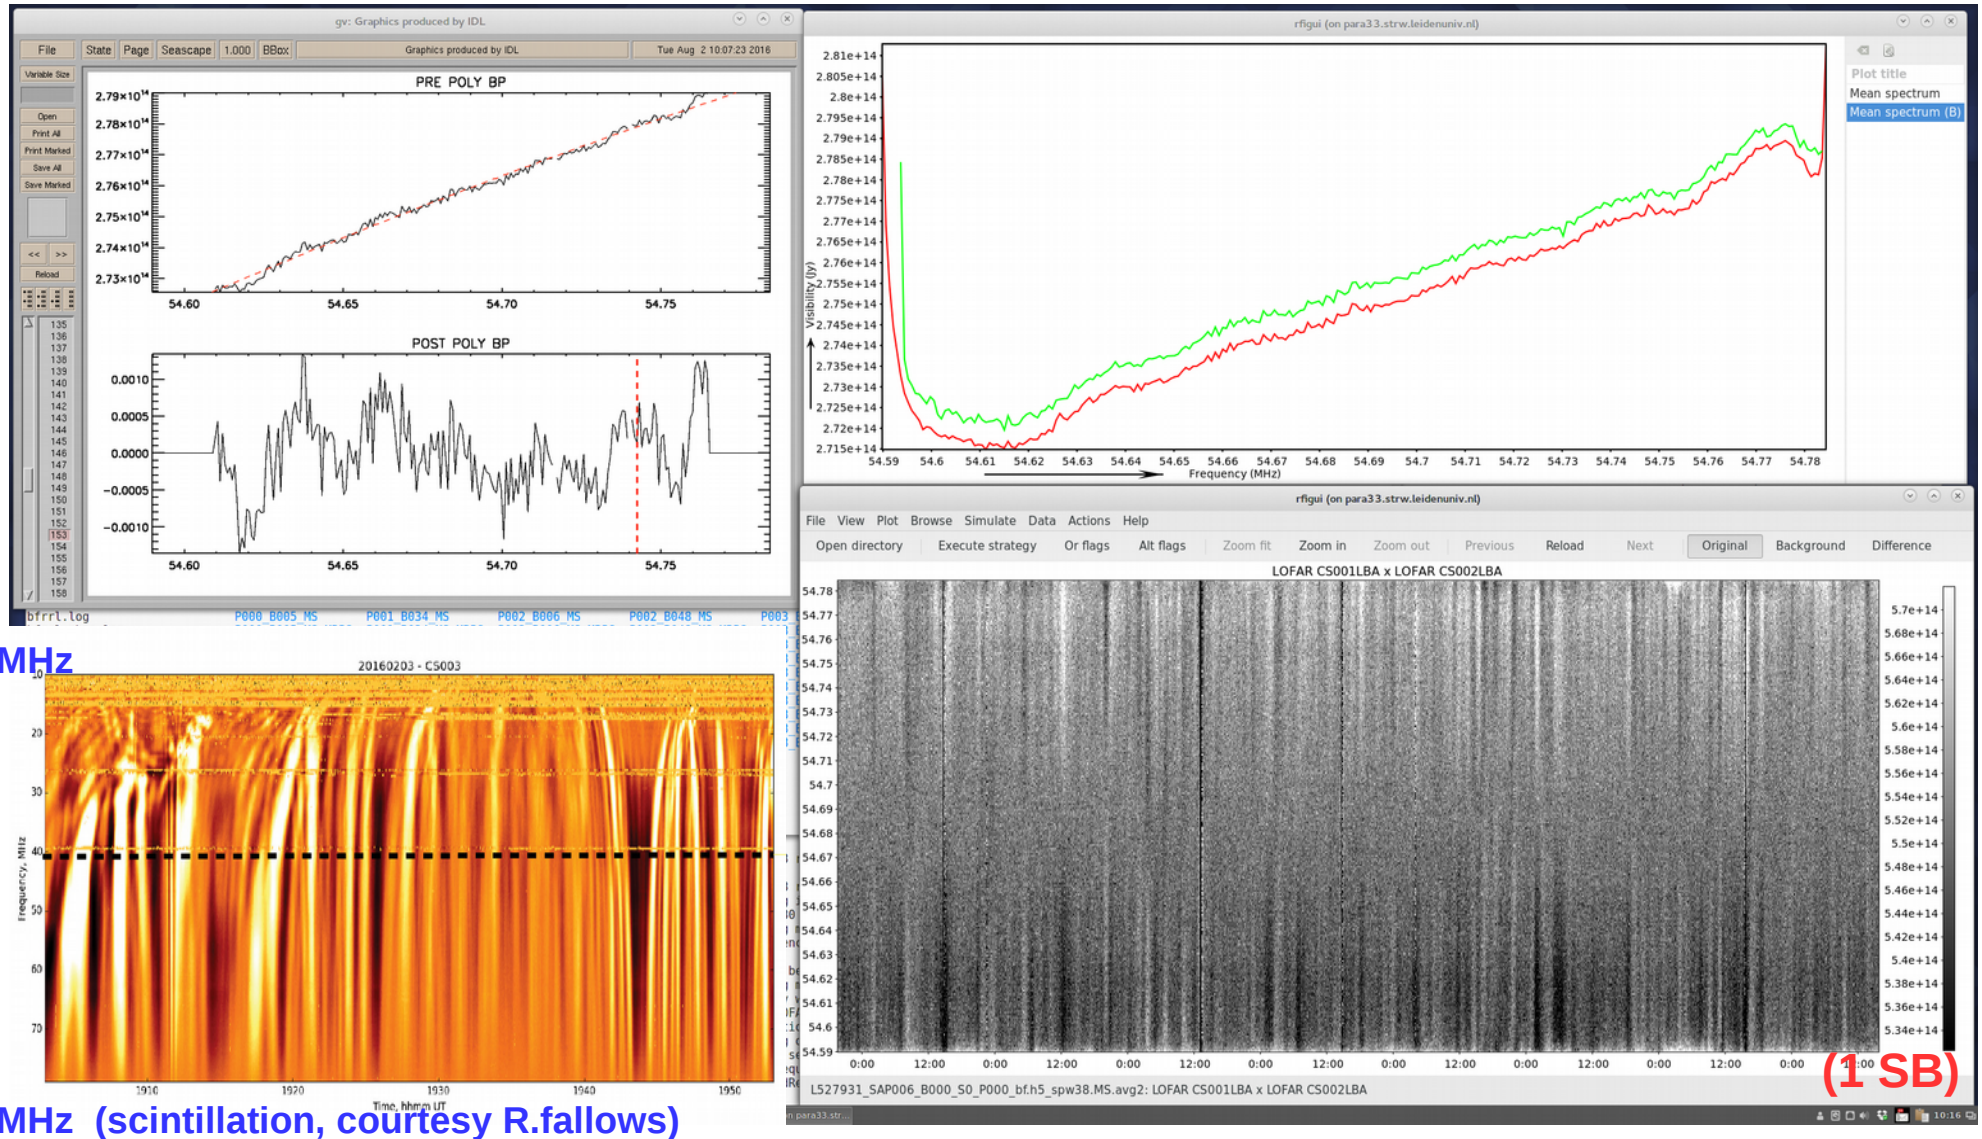 gv: Graphics produced by IDL
File State Page Seascape 1.000 BBox Graphics produced by IDL Tue Aug 2 10:07:23 2016
Variable Size
Open
Print All
Print Marked
Save All
Save Marked
<< >>
Reload
135
136
137
138
139
140
141
142
143
144
145
146
147
148
149
150
151
152
153
154
155
156
157
158
PRE POLY BP
2.79×10¹⁴
2.78×10¹⁴
2.77×10¹⁴
2.76×10¹⁴
2.75×10¹⁴
2.74×10¹⁴
2.73×10¹⁴
54.60 54.65 54.70 54.75
POST POLY BP
0.0010
0.0005
0.0000
−0.0005
−0.0010
54.60 54.65 54.70 54.75
bfrrl.log P000_B005_MS P001_B034_MS P002_B006_MS P002_B048_MS P003
rfigui (on para33.strw.leidenuniv.nl)
Plot title
Mean spectrum
Mean spectrum (B)
2.81e+14
2.805e+14
2.8e+14
2.795e+14
2.79e+14
2.785e+14
2.78e+14
2.775e+14
2.77e+14
2.765e+14
2.76e+14
2.755e+14
2.75e+14
2.745e+14
2.74e+14
2.735e+14
2.73e+14
2.725e+14
2.72e+14
2.715e+14
Visibility (Jy)
54.59 54.6 54.61 54.62 54.63 54.64 54.65 54.66 54.67 54.68 54.69 54.7 54.71 54.72 54.73 54.74 54.75 54.76 54.77 54.78
Frequency (MHz)
rfigui (on para33.strw.leidenuniv.nl)
File View Plot Browse Simulate Data Actions Help
Open directory Execute strategy Or flags Alt flags Zoom fit Zoom in Zoom out Previous Reload Next Original Background Difference
LOFAR CS001LBA x LOFAR CS002LBA
54.78
54.77
54.76
54.75
54.74
54.73
54.72
54.71
54.7
54.69
54.68
54.67
54.66
54.65
54.64
54.63
54.62
54.61
54.6
54.59
0:00 12:00 0:00 12:00 0:00 12:00 0:00 12:00 0:00 12:00 0:00 12:00 0:00 12:00 0:00
5.7e+14
5.68e+14
5.66e+14
5.64e+14
5.62e+14
5.6e+14
5.58e+14
5.56e+14
5.54e+14
5.52e+14
5.5e+14
5.48e+14
5.46e+14
5.44e+14
5.42e+14
5.4e+14
5.38e+14
5.36e+14
5.34e+14
(1 SB)
L527931_SAP006_B000_S0_P000_bf.h5_spw38.MS.avg2: LOFAR CS001LBA x LOFAR CS002LBA
n para33.str...
10:16
MHz
20160203 - CS003
10
20
30
40
50
60
70
Frequency, MHz
1910 1920 1930 1940 1950
Time, hhmm UT
MHz (scintillation, courtesy R.fallows)